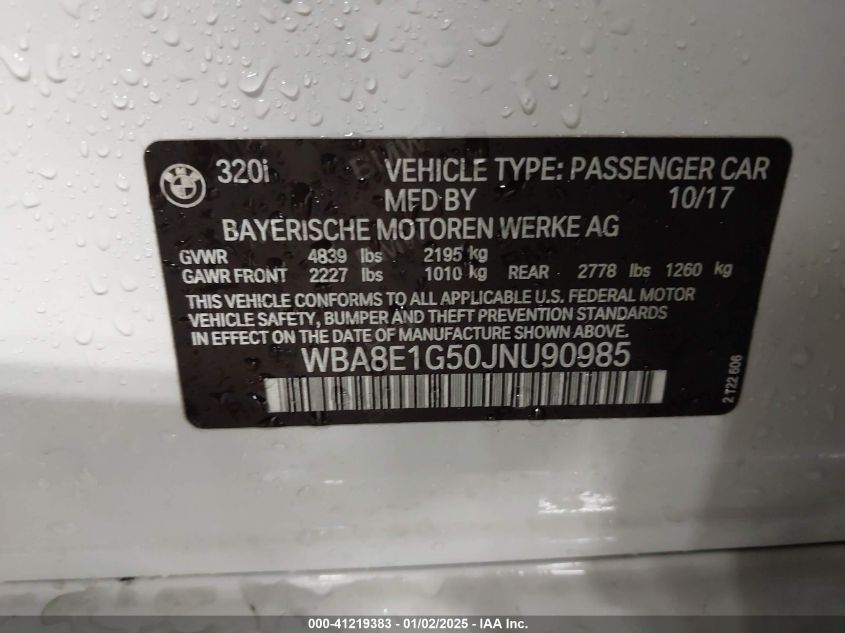 320i
VEHICLE TYPE: PASSENGER CAR
MFD BY 10/17
BAYERISCHE MOTOREN WERKE AG
GVWR 4839 lbs 2195 kg
GAWR FRONT 2227 lbs 1010 kg REAR 2778 lbs 1260 kg
THIS VEHICLE CONFORMS TO ALL APPLICABLE U.S. FEDERAL MOTOR
VEHICLE SAFETY, BUMPER AND THEFT PREVENTION STANDARDS
IN EFFECT ON THE DATE OF MANUFACTURE SHOWN ABOVE.
WBA8E1G50JNU90985
2 T22 606
000-41219383 - 01/02/2025 - IAA Inc.